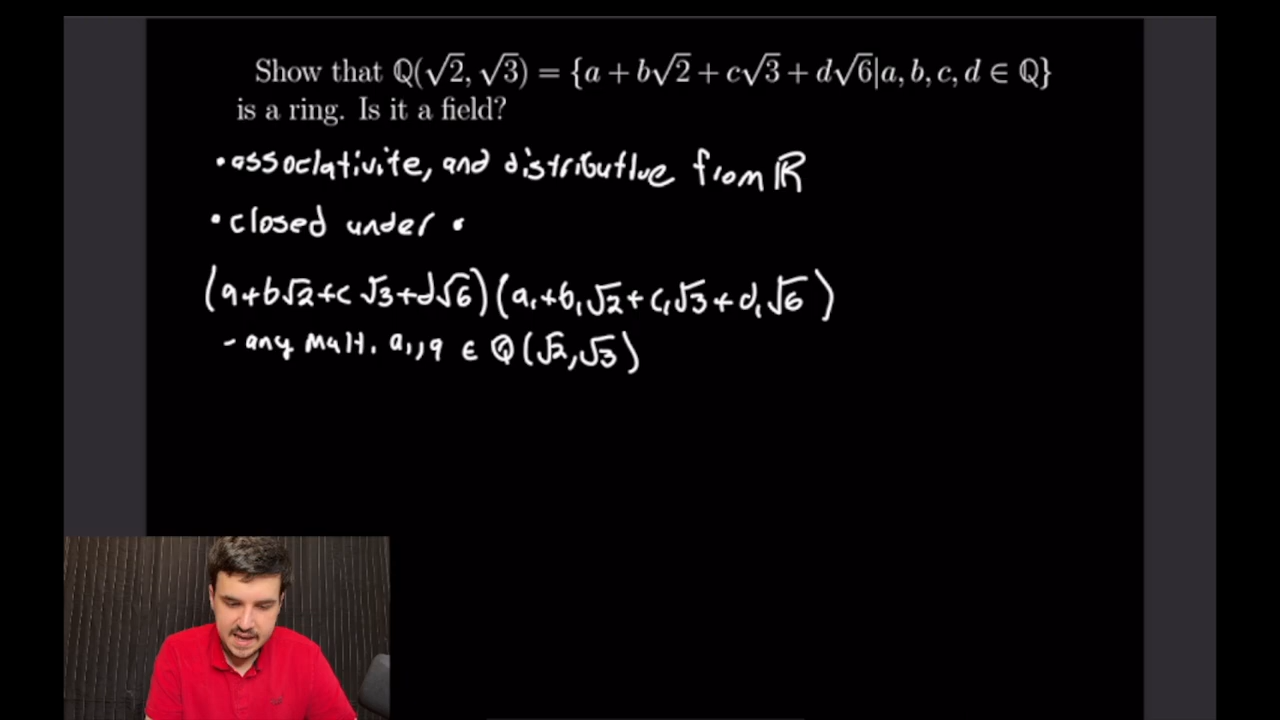 Show that ℚ(√2, √3) = {a + b√2 + c√3 + d√6|a, b, c, d ∈ ℚ}
is a ring. Is it a field?
• associativite, and distributive from ℝ
• closed under •
(a+b√2+c√3+d√6)(a₁+b₁√2+c₁√3+d₁√6)
- any mult. a₁,a ∈ ℚ(√2,√3)